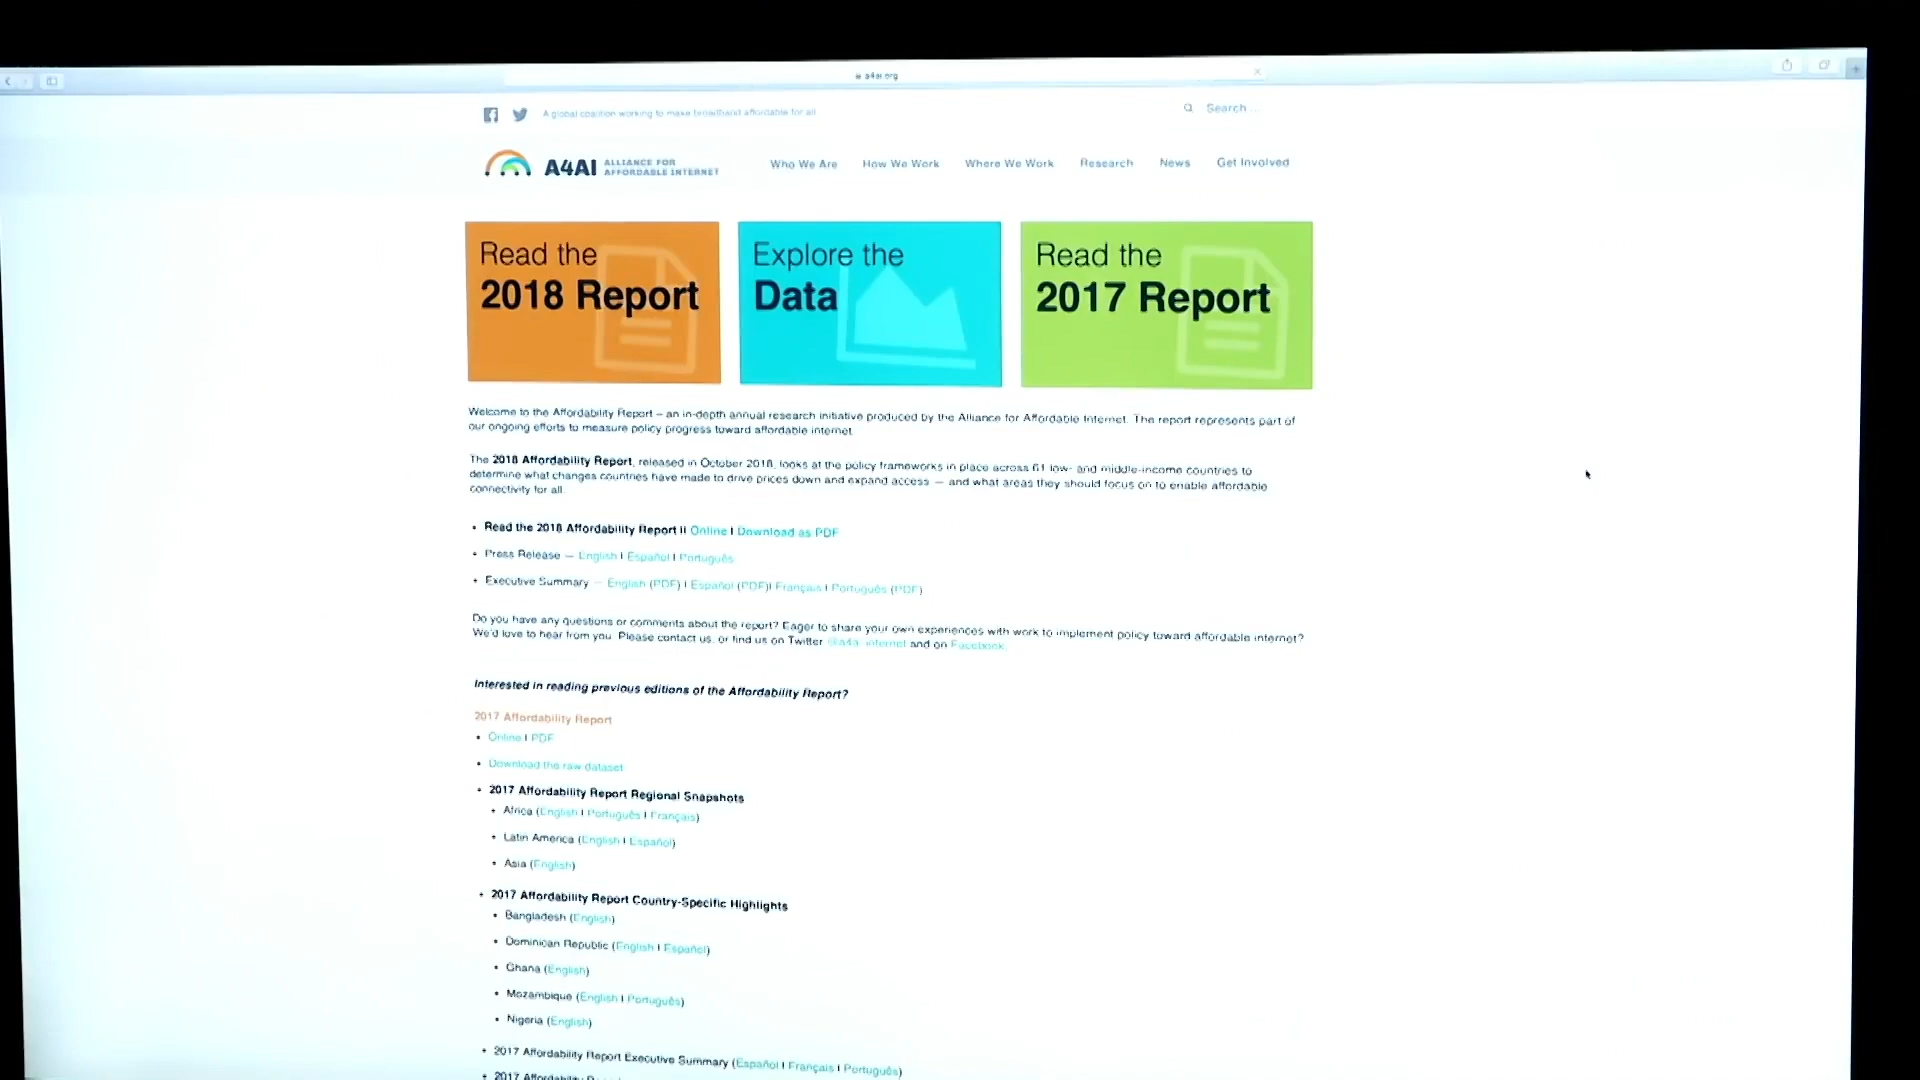 a4ai.org
A global coalition working to make broadband affordable for all
Search ...
A4AI ALLIANCE FOR
AFFORDABLE INTERNET
Who We Are How We Work Where We Work Research News Get Involved
Read the
2018 Report
Explore the
Data
Read the
2017 Report
Welcome to the Affordability Report – an in-depth annual research initiative produced by the Alliance for Affordable Internet. The report represents part of
our ongoing efforts to measure policy progress toward affordable internet.
The 2018 Affordability Report, released in October 2018, looks at the policy frameworks in place across 61 low- and middle-income countries to
determine what changes countries have made to drive prices down and expand access — and what areas they should focus on to enable affordable
connectivity for all.
• Read the 2018 Affordability Report || Online | Download as PDF
• Press Release — English | Español | Português
• Executive Summary — English (PDF) | Español (PDF)| Français | Português (PDF)
Do you have any questions or comments about the report? Eager to share your own experiences with work to implement policy toward affordable internet?
We'd love to hear from you. Please contact us, or find us on Twitter @a4a_internet and on Facebook.
Interested in reading previous editions of the Affordability Report?
2017 Affordability Report
• Online | PDF
• Download the raw dataset
• 2017 Affordability Report Regional Snapshots
• Africa (English | Português | Français)
• Latin America (English | Español)
• Asia (English)
• 2017 Affordability Report Country-Specific Highlights
• Bangladesh (English)
• Dominican Republic (English | Español)
• Ghana (English)
• Mozambique (English | Português)
• Nigeria (English)
• 2017 Affordability Report Executive Summary (Español | Français | Português)
• 2017